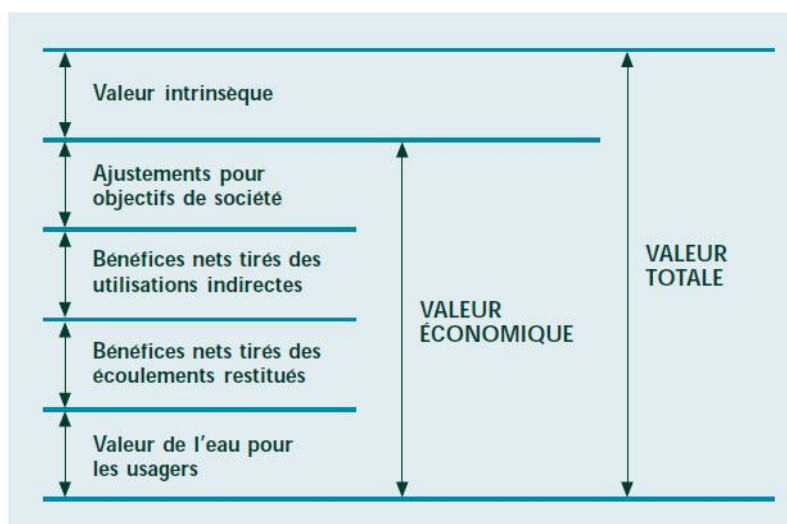 Valeur intrinsèque
Ajustements pour
objectifs de société
Bénéfices nets tirés des
utilisations indirectes
Bénéfices nets tirés des
écoulements restitués
Valeur de l'eau pour
les usagers
VALEUR
ÉCONOMIQUE
VALEUR
TOTALE